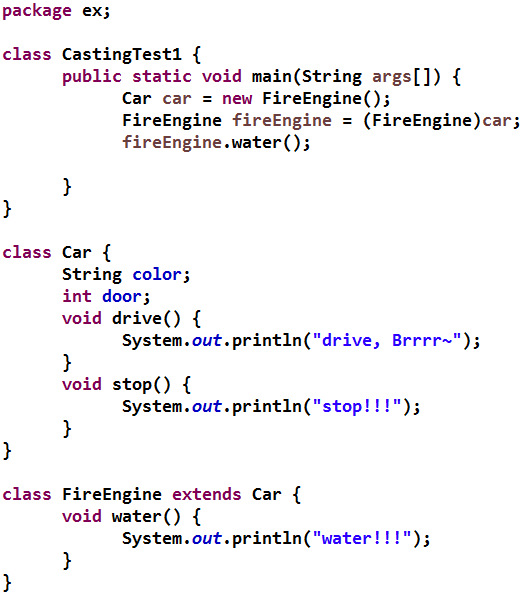 package ex;
class CastingTest1 {
public static void main(String args[]) {
Car car = new FireEngine();
FireEngine fireEngine = (FireEngine)car;
fireEngine.water();
}
}
class Car {
String color;
int door;
void drive() {
System.out.println("drive, Brrrr~");
}
void stop() {
System.out.println("stop!!!");
}
}
class FireEngine extends Car {
void water() {
System.out.println("water!!!");
}
}